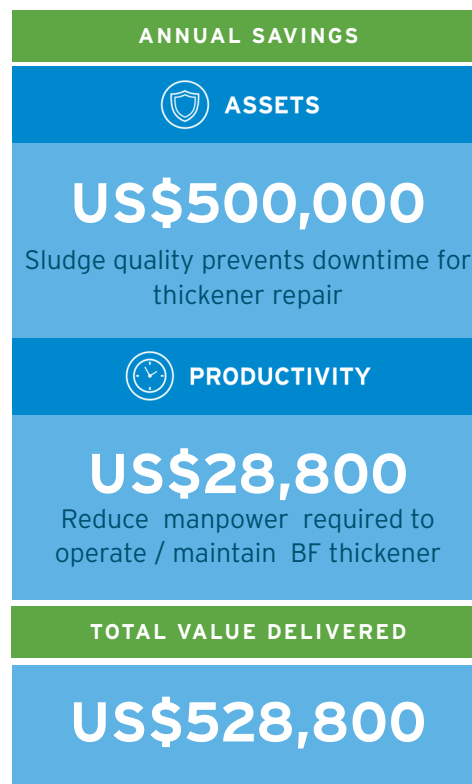 ANNUAL SAVINGS
ASSETS
US$500,000
Sludge quality prevents downtime for
thickener repair
PRODUCTIVITY
US$28,800
Reduce manpower required to
operate / maintain BF thickener
TOTAL VALUE DELIVERED
US$528,800